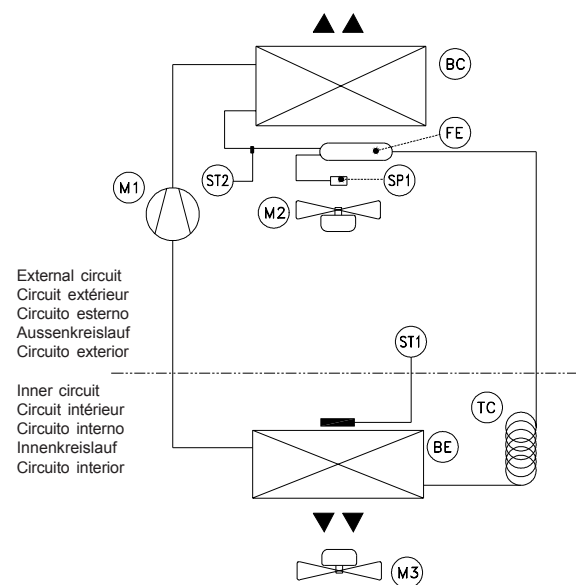 BC
FE
M1
ST2
SP1
M2
External circuit
Circuit extérieur
Circuito esterno
Aussenkreislauf
Circuito exterior
ST1
Inner circuit
Circuit intérieur
Circuito interno
Innenkreislauf
Circuito interior
TC
BE
M3